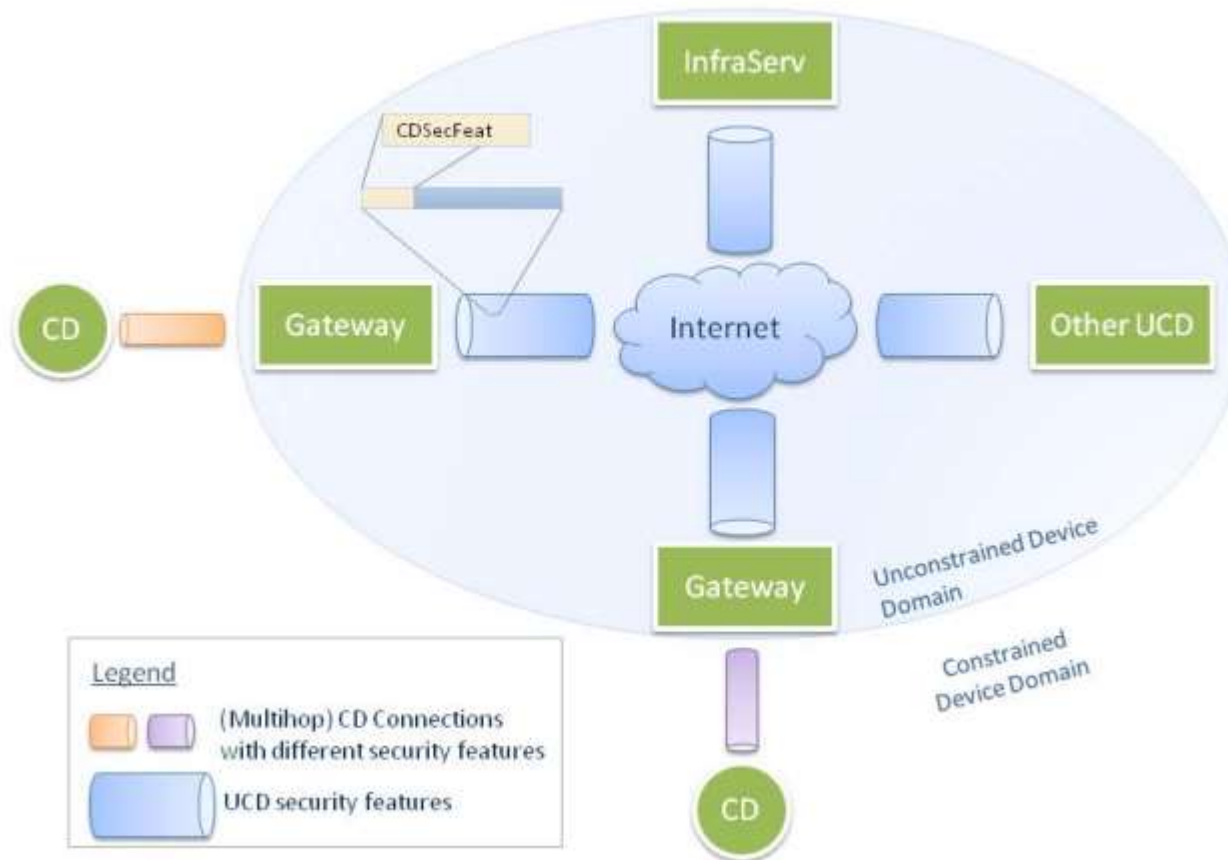 InfraServ
CDSecFeat
CD
Gateway
Internet
Other UCD
Gateway
Unconstrained Device
Domain
Constrained
Device Domain
Legend
(Multihop) CD Connections
with different security features
UCD security features
CD